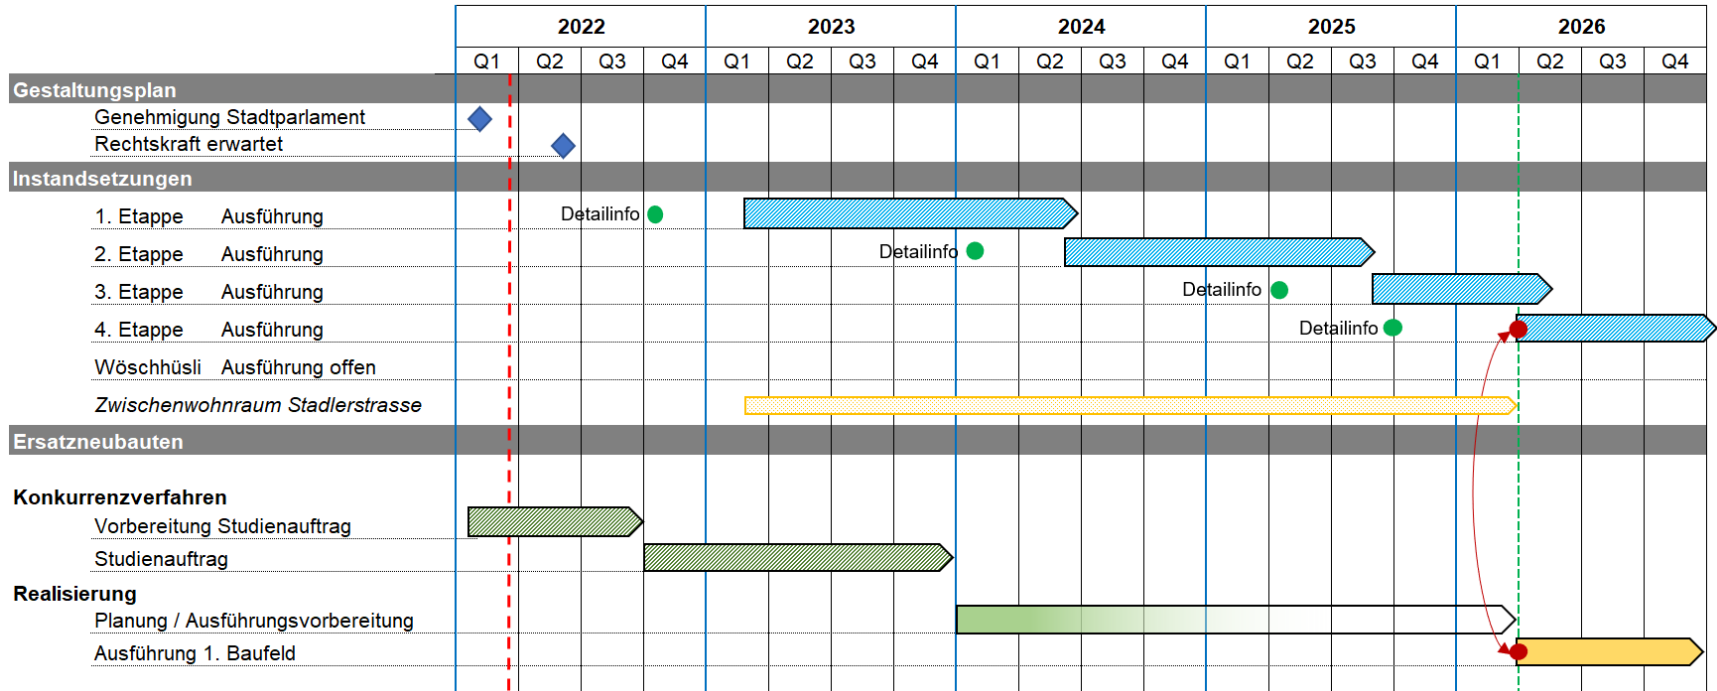 2022 2023 2024 2025 2026
Q1 Q2 Q3 Q4 Q1 Q2 Q3 Q4 Q1 Q2 Q3 Q4 Q1 Q2 Q3 Q4 Q1 Q2 Q3 Q4
Gestaltungsplan
Genehmigung Stadtparlament
Rechtskraft erwartet
Instandsetzungen
1. Etappe Ausführung Detailinfo
2. Etappe Ausführung Detailinfo
3. Etappe Ausführung Detailinfo
4. Etappe Ausführung Detailinfo
Wöschhüsli Ausführung offen
Zwischenwohnraum Stadlerstrasse
Ersatzneubauten
Konkurrenzverfahren
Vorbereitung Studienauftrag
Studienauftrag
Realisierung
Planung / Ausführungsvorbereitung
Ausführung 1. Baufeld